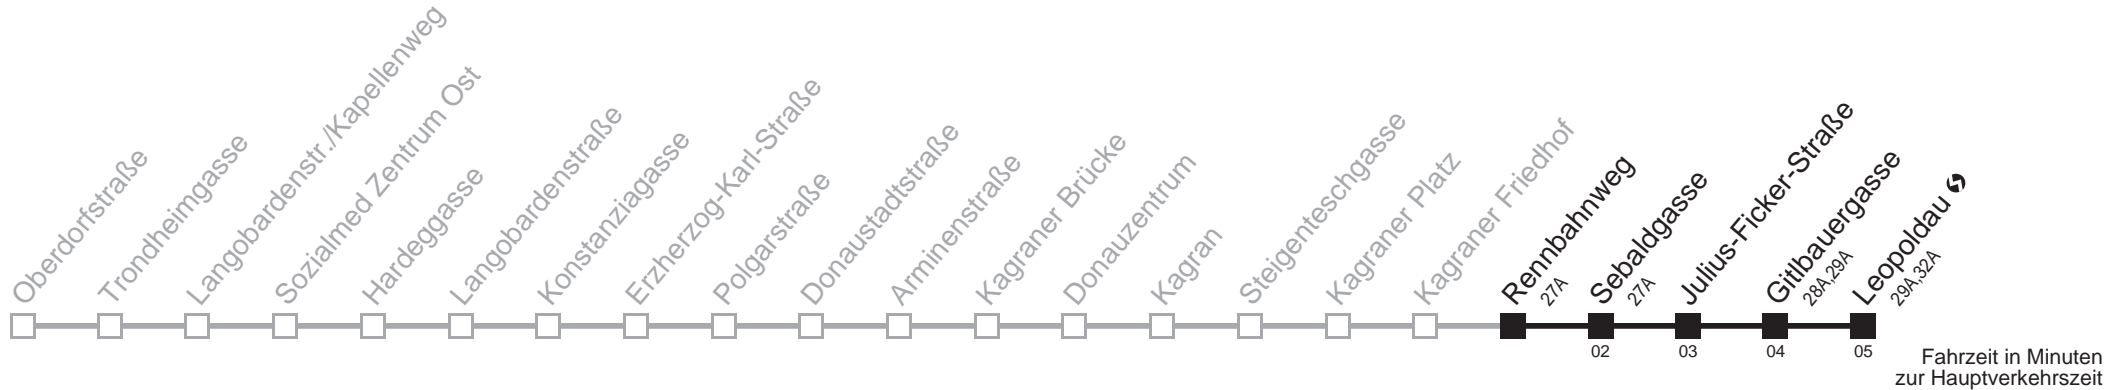 Oberdorfstraße
Trondheimgasse
Langobardenstr./Kapellenweg
Sozialmed Zentrum Ost
Hardeggasse
Langobardenstraße
Konstanziagasse
Erzherzog-Karl-Straße
Polgarstraße
Donaustadtstraße
Arminenstraße
Kagraner Brücke
Donauzentrum
Kagran
Steigenteschgasse
Kagraner Platz
Kagraner Friedhof
Rennbahnweg
27A
Sebaldgasse
27A
Julius-Ficker-Straße
Gitlbauergasse
28A,29A
Leopoldau
29A,32A
02
03
04
05
Fahrzeit in Minuten
zur Hauptverkehrszeit